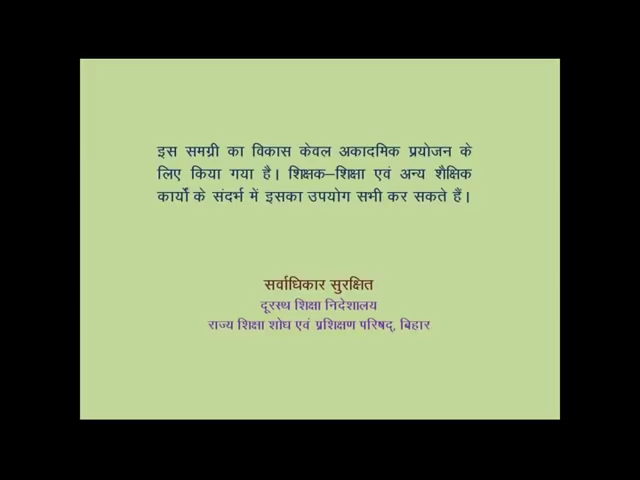 इस समग्री का विकास केवल अकादमिक प्रयोजन के
लिए किया गया है। शिक्षक–शिक्षा एवं अन्य शैक्षिक
कार्यों के संदर्भ में इसका उपयोग सभी कर सकते हैं।
सर्वाधिकार सुरक्षित
दूरस्थ शिक्षा निदेशालय
राज्य शिक्षा शोध एवं प्रशिक्षण परिषद्, बिहार